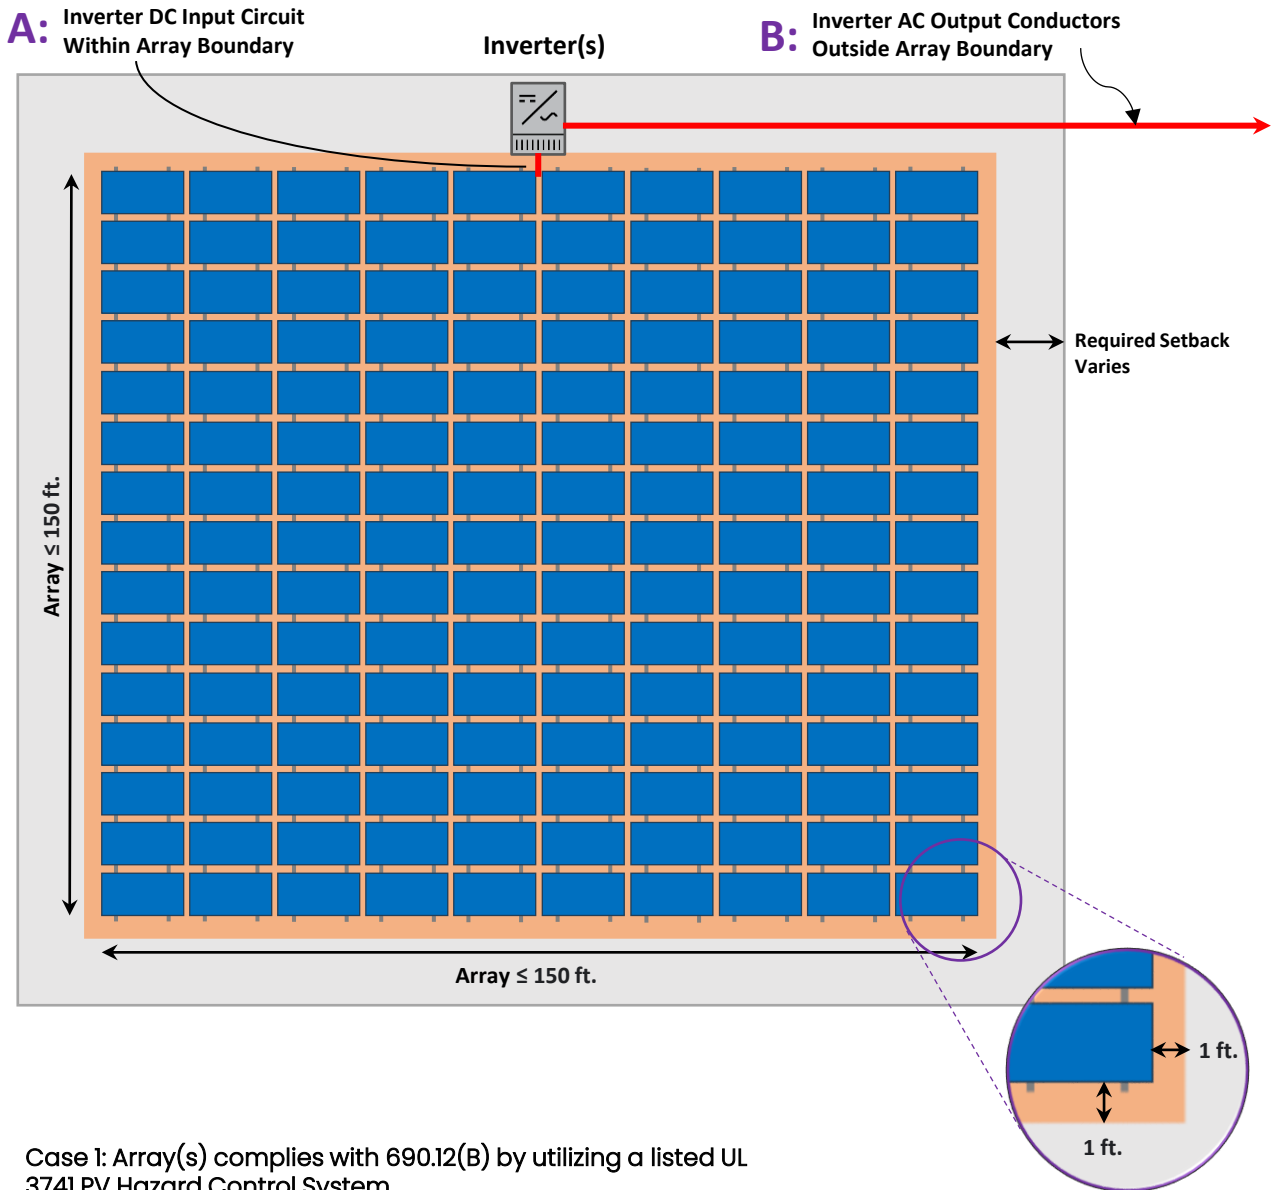 A:
Inverter DC Input Circuit
Within Array Boundary
Inverter(s)
B:
Inverter AC Output Conductors
Outside Array Boundary
Required Setback
Varies
Array ≤ 150 ft.
Array ≤ 150 ft.
1 ft.
1 ft.
Case 1: Array(s) complies with 690.12(B) by utilizing a listed UL
3741 PV Hazard Control System